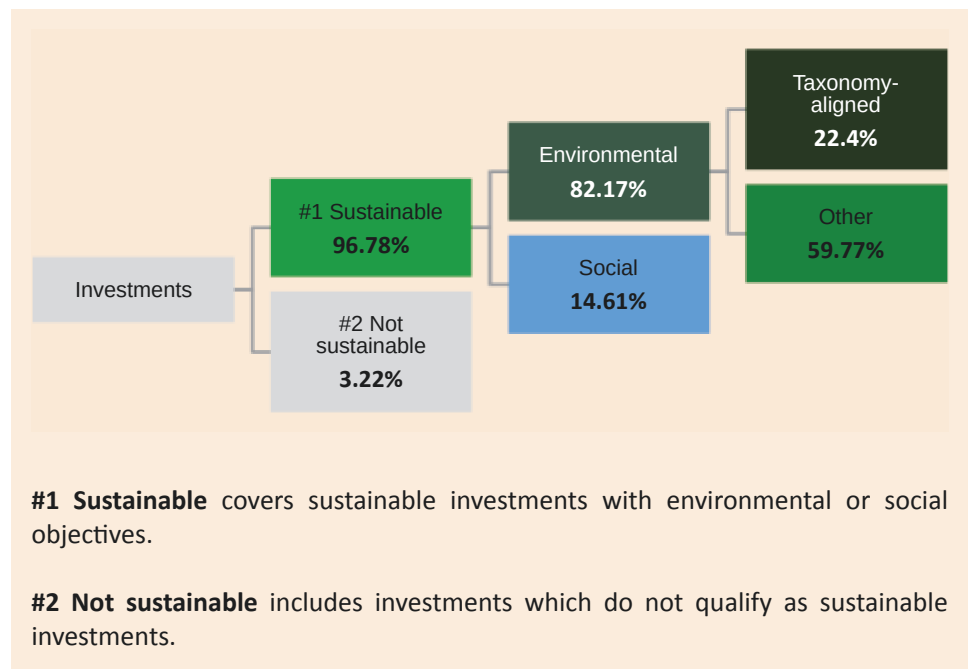 Taxonomy-
aligned
22.4%
Environmental
82.17%
#1 Sustainable
96.78%
Other
59.77%
Social
14.61%
Investments
#2 Not
sustainable
3.22%
#1 Sustainable covers sustainable investments with environmental or social
objectives.
#2 Not sustainable includes investments which do not qualify as sustainable
investments.